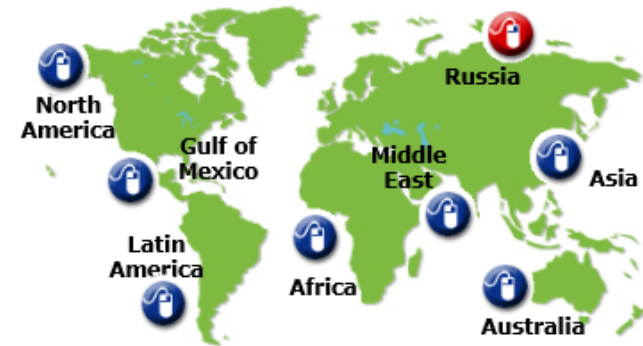 Russia
North
America
Gulf of
Mexico
Middle
East
Asia
Latin
America
Africa
Australia